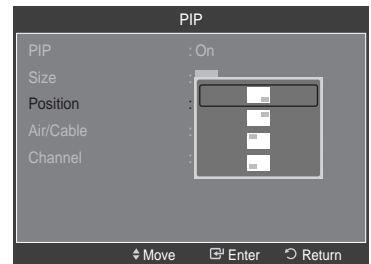 PIP
PIP : On
Size :
Position :
Air/Cable :
Channel :
Move Enter Return